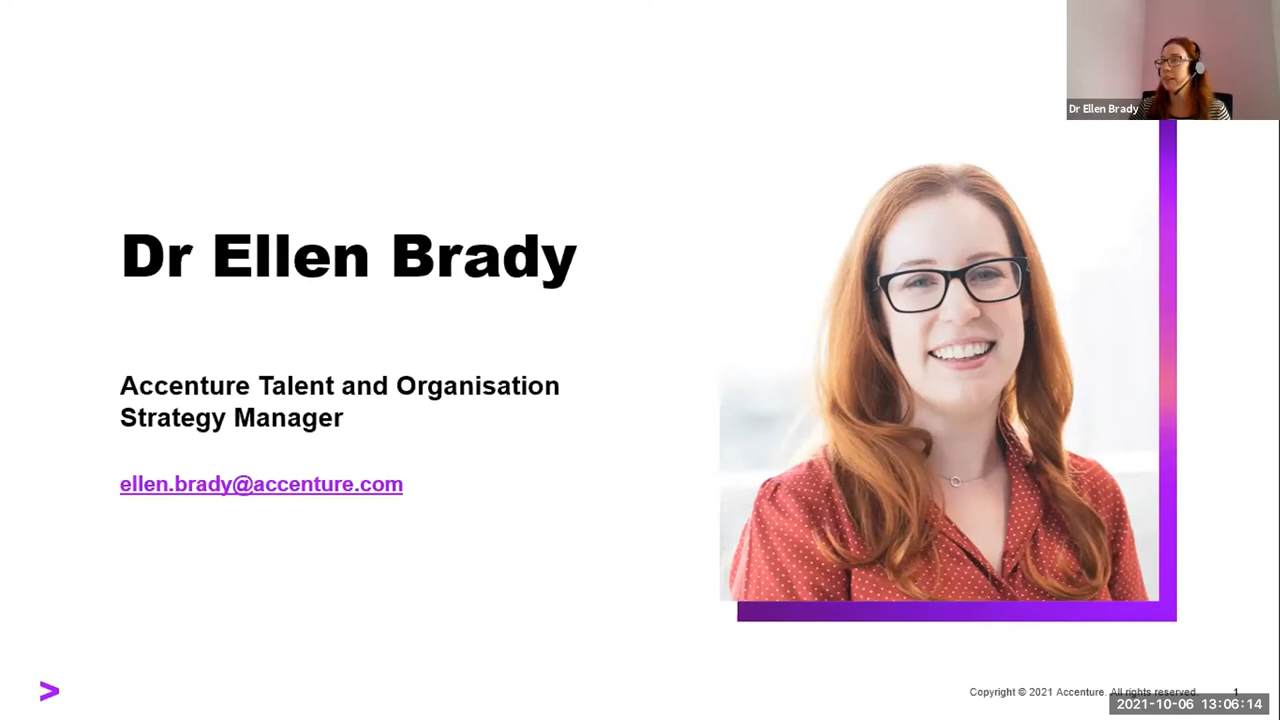 Dr Ellen Brady
Dr Ellen Brady
Accenture Talent and Organisation
Strategy Manager
ellen.brady@accenture.com
>
Copyright © 2021 Accenture. All rights reserved. 1
2021-10-06 13:06:14